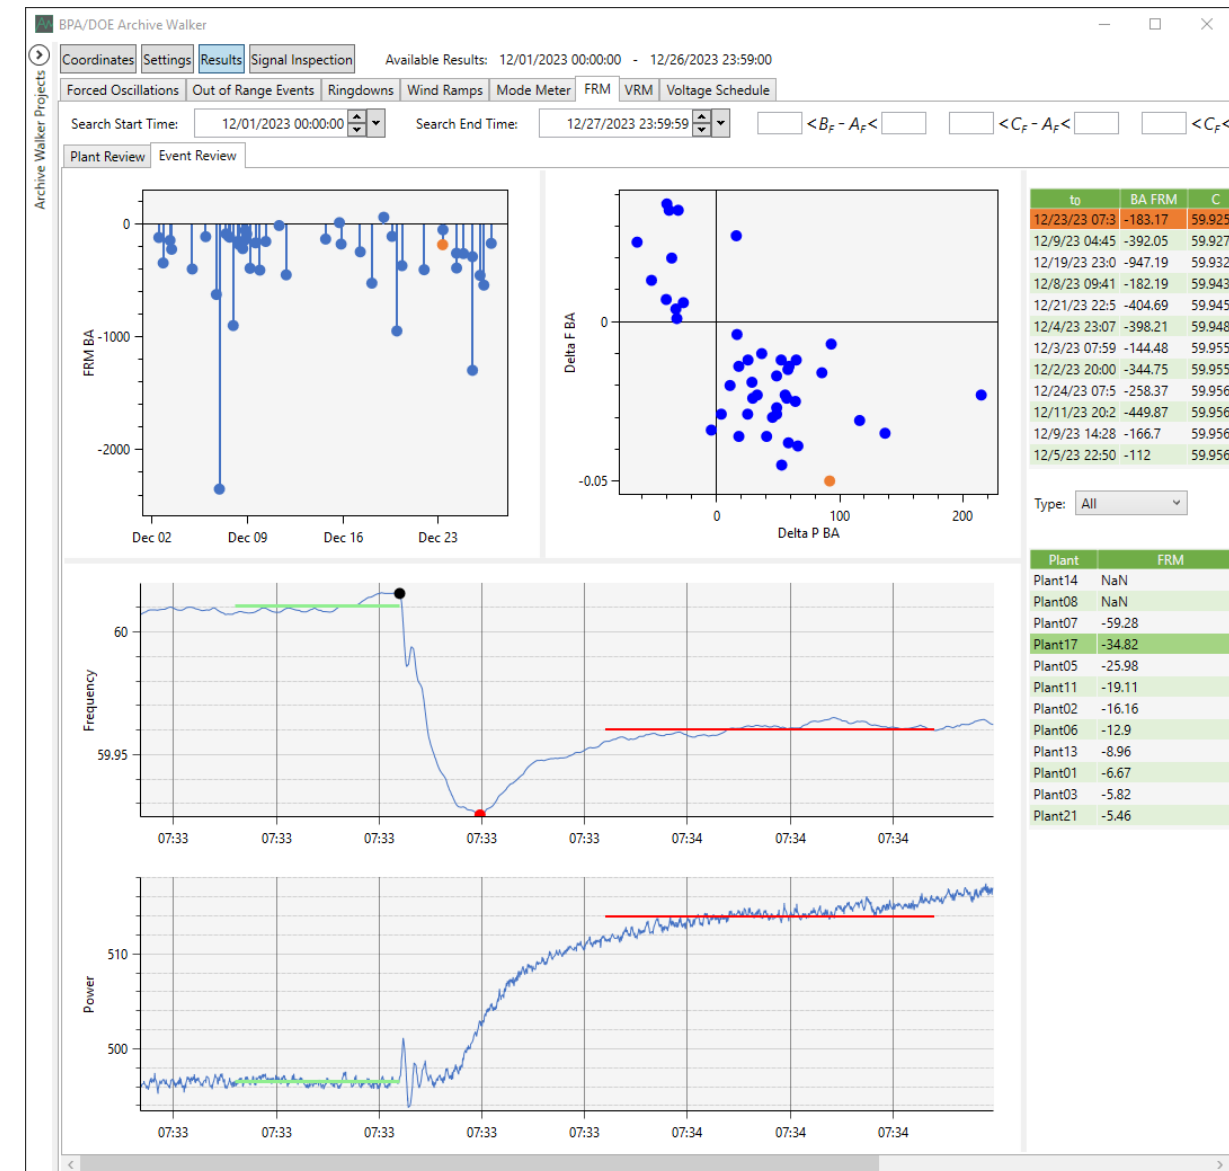 BPA/DOE Archive Walker
Archive Walker Projects
Coordinates Settings Results Signal Inspection Available Results: 12/01/2023 00:00:00 - 12/26/2023 23:59:00
Forced Oscillations Out of Range Events Ringdowns Wind Ramps Mode Meter FRM VRM Voltage Schedule
Search Start Time: 12/01/2023 00:00:00 Search End Time: 12/27/2023 23:59:59 <BF - AF< <CF - AF< <CF<
Plant Review Event Review
FRM BA
0
-1000
-2000
Dec 02 Dec 09 Dec 16 Dec 23
Delta F BA
0
-0.05
0 100 200
Delta P BA
t0 BA FRM C
12/23/23 07:3 -183.17 59.925
12/9/23 04:45 -392.05 59.927
12/19/23 23:0 -947.19 59.932
12/8/23 09:41 -182.19 59.943
12/21/23 22:5 -404.69 59.945
12/4/23 23:07 -398.21 59.948
12/3/23 07:59 -144.48 59.955
12/2/23 20:00 -344.75 59.955
12/24/23 07:5 -258.37 59.956
12/11/23 20:2 -449.87 59.956
12/9/23 14:28 -166.7 59.956
12/5/23 22:50 -112 59.956
Type: All
Plant FRM
Plant14 NaN
Plant08 NaN
Plant07 -59.28
Plant17 -34.82
Plant05 -25.98
Plant11 -19.11
Plant02 -16.16
Plant06 -12.9
Plant13 -8.96
Plant01 -6.67
Plant03 -5.82
Plant21 -5.46
Frequency
60
59.95
07:33 07:33 07:33 07:33 07:33 07:34 07:34 07:34
Power
510
500
07:33 07:33 07:33 07:33 07:33 07:34 07:34 07:34